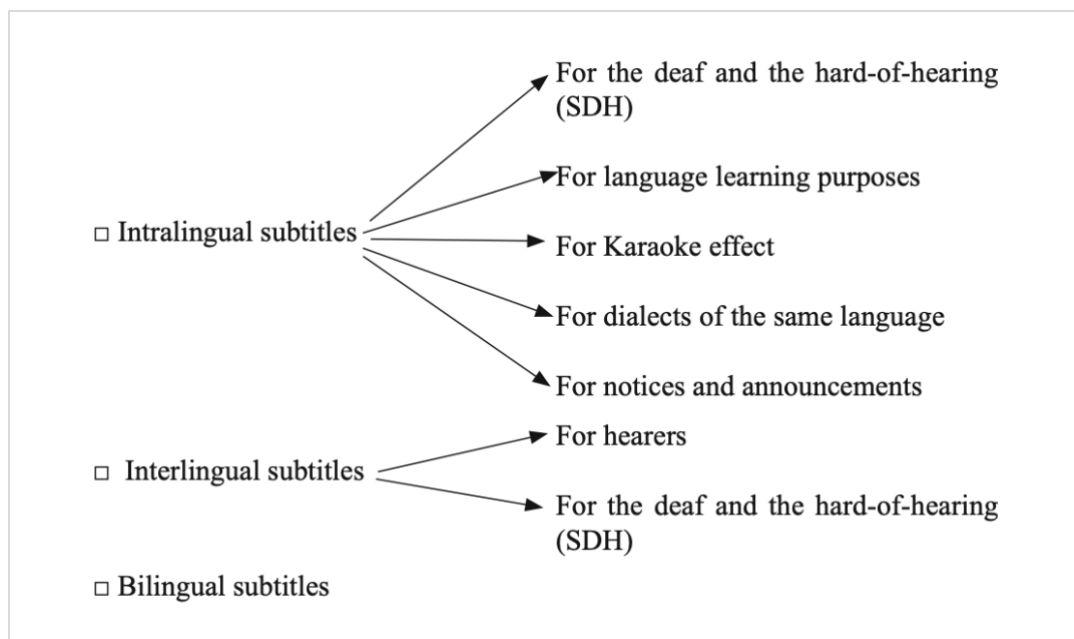 For the deaf and the hard-of-hearing
(SDH)
For language learning purposes
Intralingual subtitles
For Karaoke effect
For dialects of the same language
For notices and announcements
For hearers
Interlingual subtitles
For the deaf and the hard-of-hearing
(SDH)
Bilingual subtitles